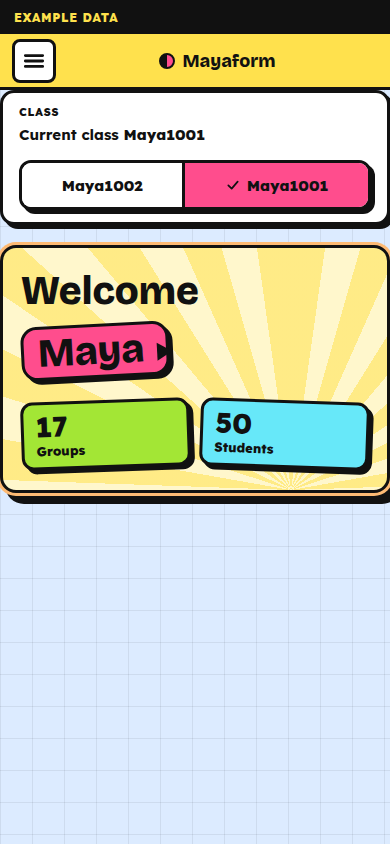 EXAMPLE DATA
Mayaform
CLASS
Current class Maya1001
Maya1002
Maya1001
Welcome
Maya
17
Groups
50
Students